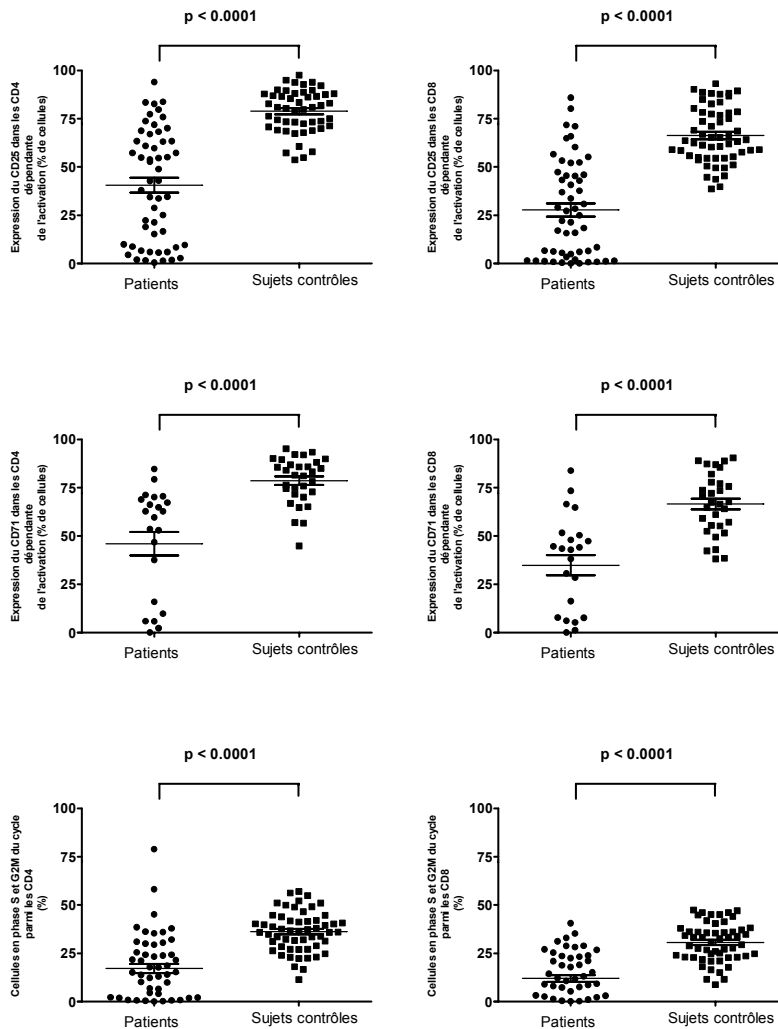 p < 0.0001
Expression du CD25 dans les CD4
dépendante
de l'activation (% de cellules)
100
75
50
25
0
Patients
Sujets contrôles
p < 0.0001
Expression du CD25 dans les CD8
dépendante
de l'activation (% de cellules)
100
75
50
25
0
Patients
Sujets contrôles
p < 0.0001
Expression du CD71 dans les CD4
dépendante
de l'activation (% de cellules)
100
75
50
25
0
Patients
Sujets contrôles
p < 0.0001
Expression du CD71 dans les CD8
dépendante
de l'activation (% de cellules)
100
75
50
25
0
Patients
Sujets contrôles
p < 0.0001
Cellules en phase S et G2M du cycle
parmi les CD4
(%)
100
75
50
25
0
Patients
Sujets contrôles
p < 0.0001
Cellules en phase S et G2M du cycle
parmi les CD8
(%)
100
75
50
25
0
Patients
Sujets contrôles